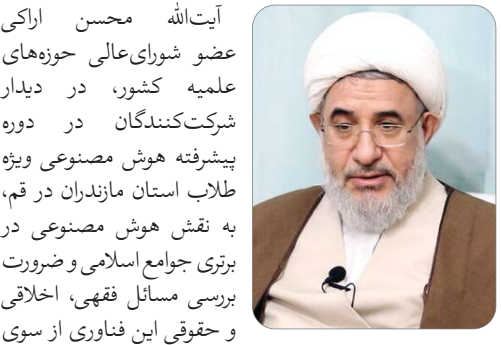 آیت‌الله محسن اراکی
عضو شورای‌عالی حوزه‌های
علمیه کشور، در دیدار
شرکت‌کنندگان در دوره
پیشرفته هوش مصنوعی ویژه
طلاب استان مازندران در قم،
به نقش هوش مصنوعی در
برتری جوامع اسلامی و ضرورت
بررسی مسائل فقهی، اخلاقی
و حقوقی این فناوری از سوی